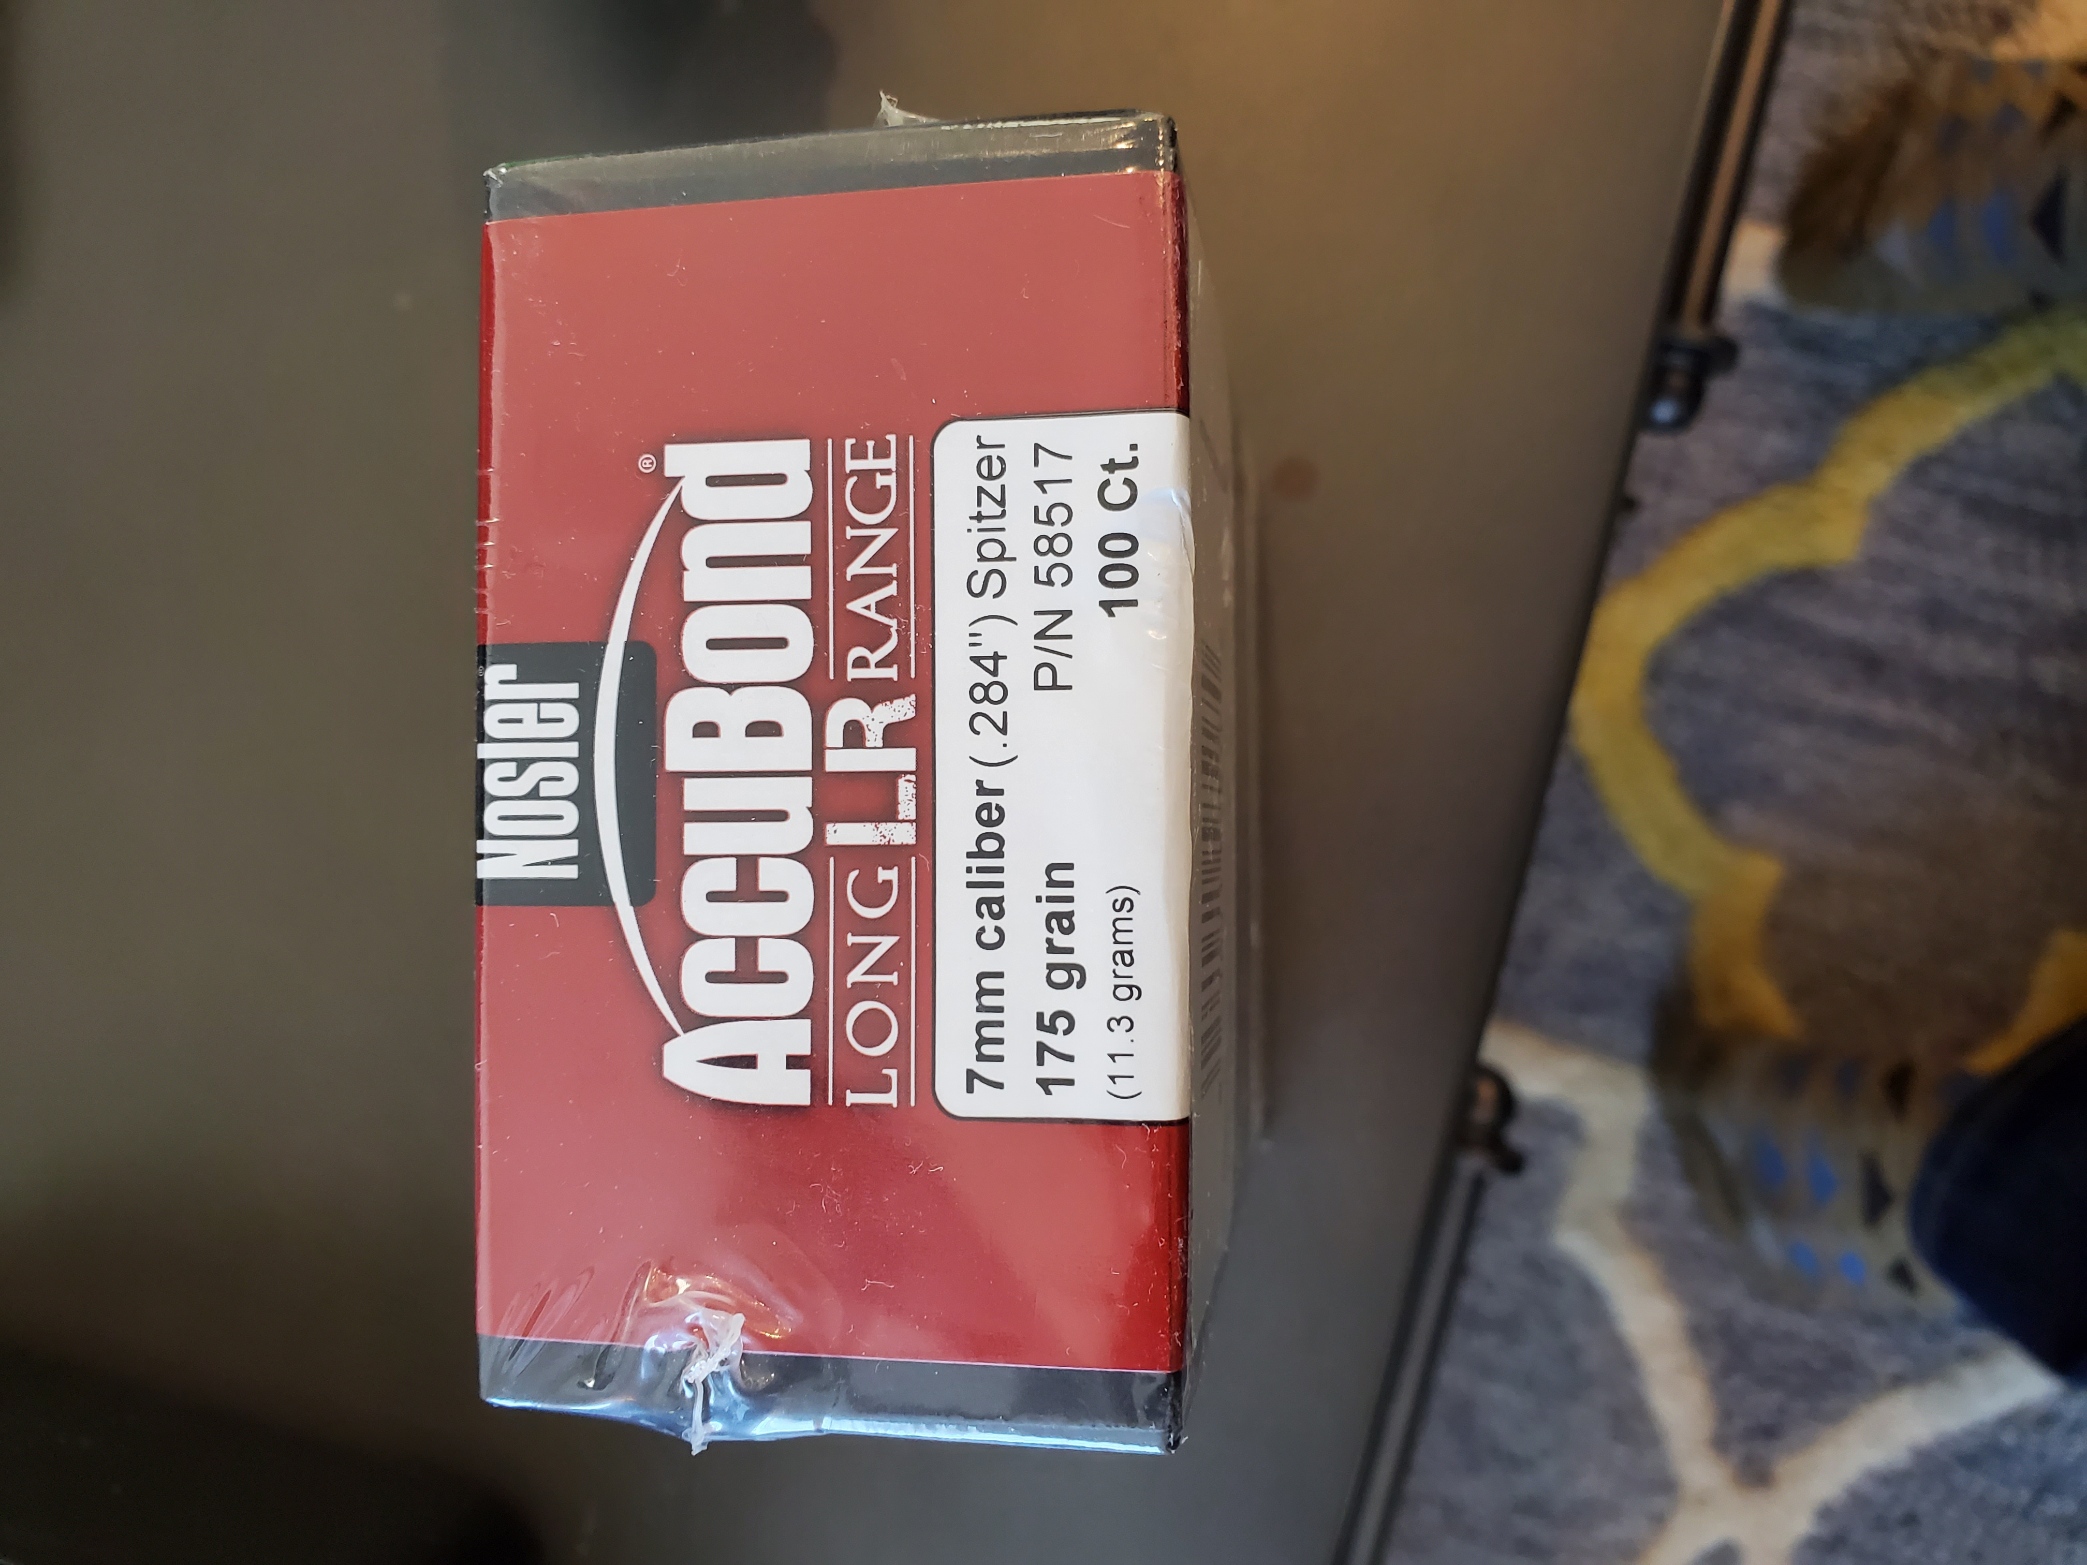 Nosler
AccuBond®
LONG LR RANGE
7mm caliber (.284") Spitzer
175 grain P/N 58517
(11.3 grams) 100 Ct.